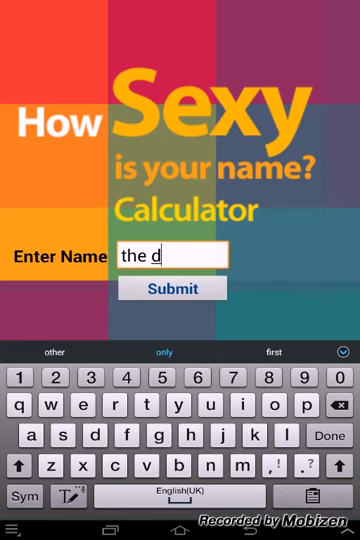 How Sexy
is your name?
Calculator
Enter Name the d
Submit
other only first
1 2 3 4 5 6 7 8 9 0
q w e r t y u i o p
a s d f g h j k l Done
z x c v b n m , ! . ?
Sym T English(UK)
Recorded by Mobizen